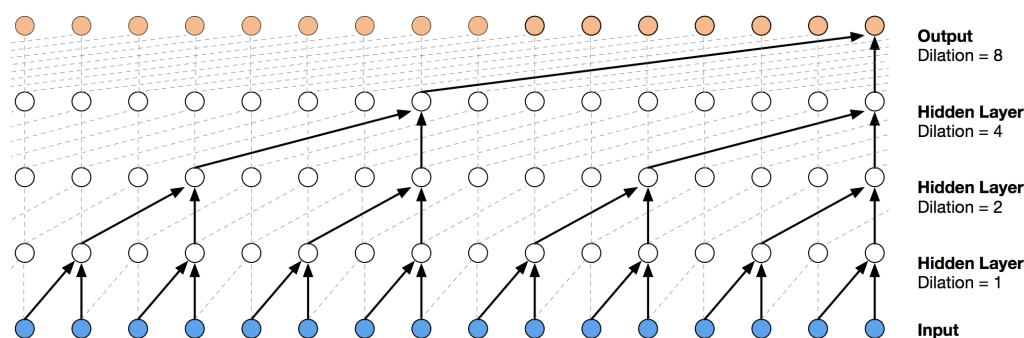 Output
Dilation = 8
Hidden Layer
Dilation = 4
Hidden Layer
Dilation = 2
Hidden Layer
Dilation = 1
Input